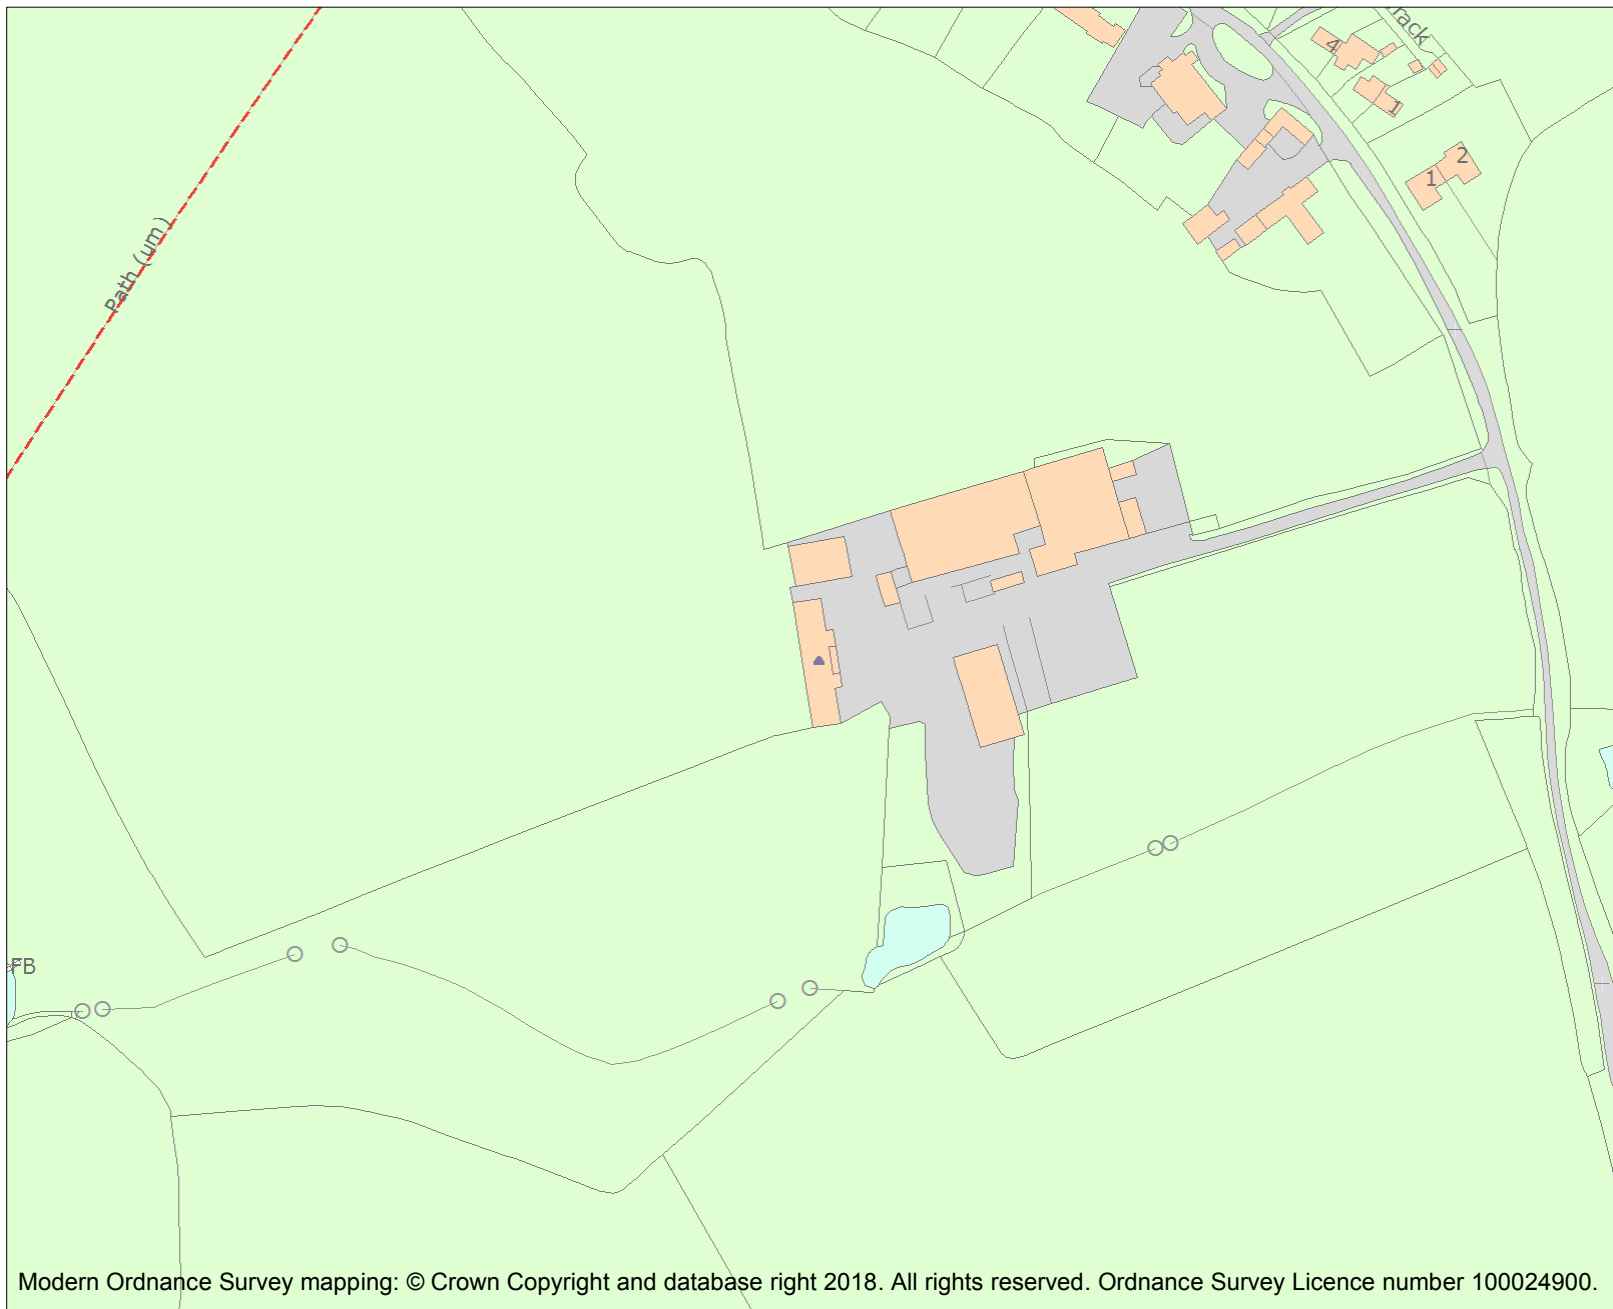 rack
4
1
2
1
Path (um)
FB
Modern Ordnance Survey mapping: © Crown Copyright and database right 2018. All rights reserved. Ordnance Survey Licence number 100024900.